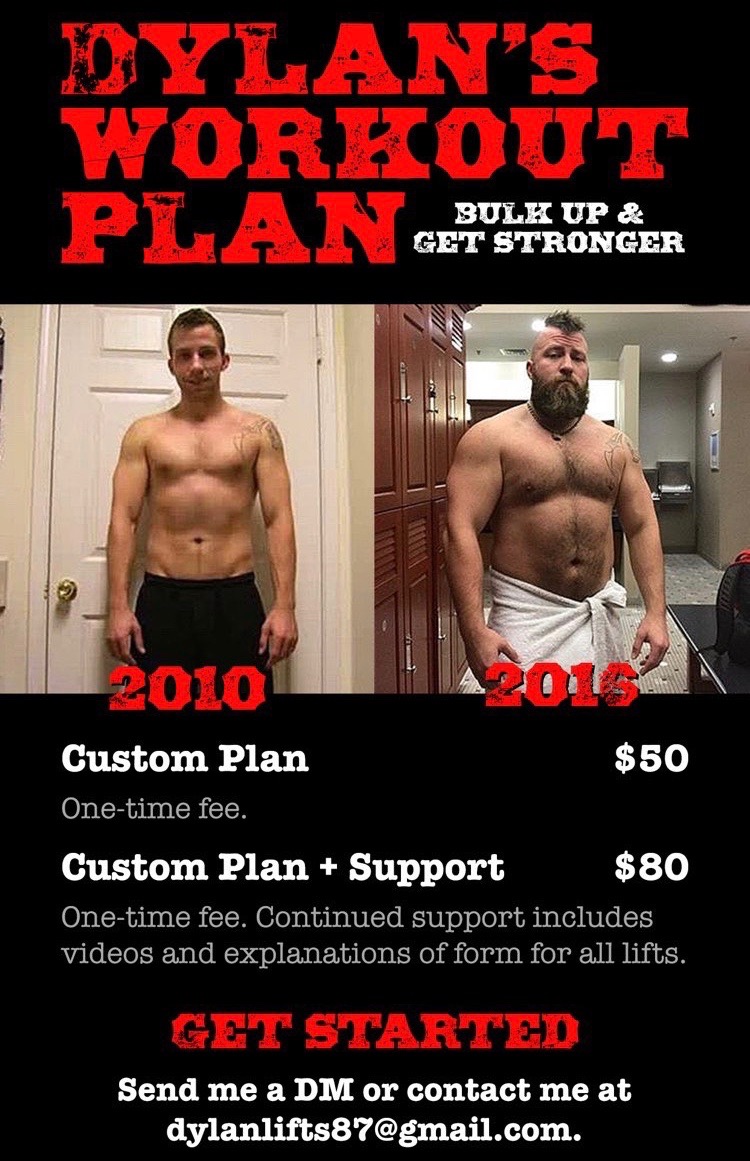 DYLAN'S
WORKOUT
PLAN
BULK UP &
GET STRONGER
2010
2016
Custom Plan $50
One-time fee.
Custom Plan + Support $80
One-time fee. Continued support includes
videos and explanations of form for all lifts.
GET STARTED
Send me a DM or contact me at
dylanlifts87@gmail.com.